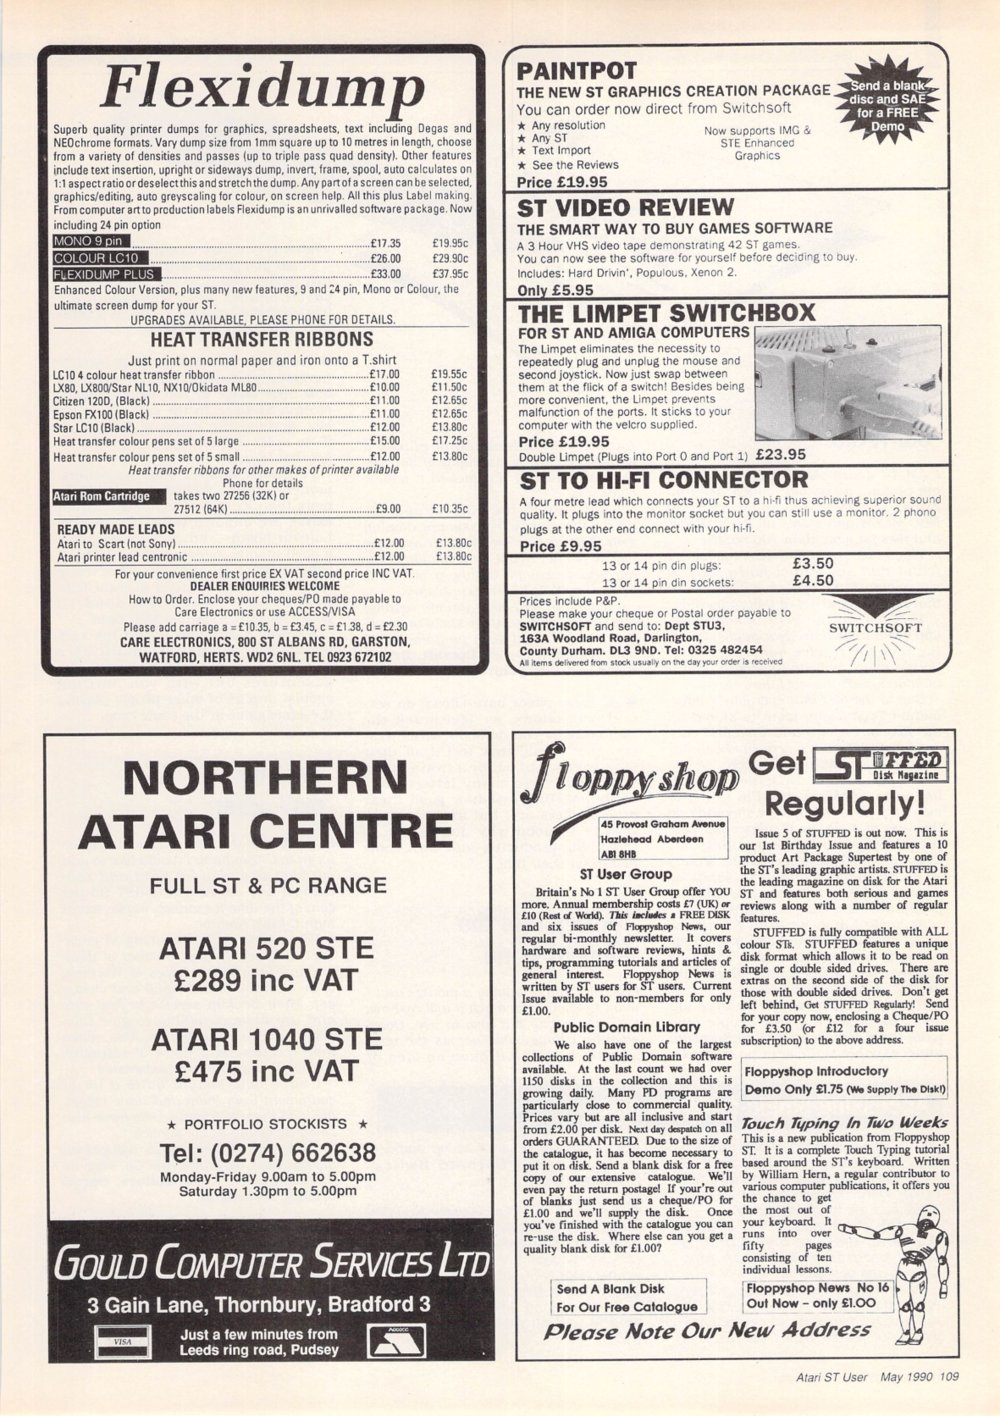 Flexidump
Superb quality printer dumps for graphics, spreadsheets, text including Degas and
NEOchrome formats. Vary dump size from 1mm square up to 10 metres in length, choose
from a variety of densities and passes (up to triple pass quad density). Other features
include text insertion, upright or sideways dump, invert, frame, spool, auto calculates on
1:1 aspect ratio or deselect this and stretch the dump. Any part of a screen can be selected,
graphics/editing, auto greyscaling for colour, on screen help. All this plus Label making.
From computer art to production labels Flexidump is an unrivalled software package. Now
including 24 pin option
MONO 9 pin £17.35 £19.95c
COLOUR LC10 £26.00 £29.90c
FLEXIDUMP PLUS £33.00 £37.95c
Enhanced Colour Version, plus many new features, 9 and 24 pin, Mono or Colour, the
ultimate screen dump for your ST.
UPGRADES AVAILABLE, PLEASE PHONE FOR DETAILS.
HEAT TRANSFER RIBBONS
Just print on normal paper and iron onto a T.shirt
LC10 4 colour heat transfer ribbon £17.00 £19.55c
LX80, LX800/Star NL10, NX10/Okidata ML80 £10.00 £11.50c
Citizen 120D, (Black) £11.00 £12.65c
Epson FX100 (Black) £11.00 £12.65c
Star LC10 (Black) £12.00 £13.80c
Heat transfer colour pens set of 5 large £15.00 £17.25c
Heat transfer colour pens set of 5 small £12.00 £13.80c
Heat transfer ribbons for other makes of printer available
Phone for details
Atari Rom Cartridge takes two 27256 (32K) or
27512 (64K) £9.00 £10.35c
READY MADE LEADS
Atari to Scart (not Sony) £12.00 £13.80c
Atari printer lead centronic £12.00 £13.80c
For your convenience first price EX VAT second price INC VAT.
DEALER ENQUIRIES WELCOME
How to Order. Enclose your cheques/PO made payable to
Care Electronics or use ACCESS/VISA
Please add carriage a = £10.35, b = £3.45, c = £1.38, d = £2.30
CARE ELECTRONICS, 800 ST ALBANS RD, GARSTON,
WATFORD, HERTS. WD2 6NL. TEL 0923 672102
PAINTPOT
THE NEW ST GRAPHICS CREATION PACKAGE
You can order now direct from Switchsoft
★ Any resolution
★ Any ST
★ Text Import
★ See the Reviews
Now supports IMG &
STE Enhanced
Graphics
Send a blank
disc and SAE
for a FREE
Demo
Price £19.95
ST VIDEO REVIEW
THE SMART WAY TO BUY GAMES SOFTWARE
A 3 Hour VHS video tape demonstrating 42 ST games.
You can now see the software for yourself before deciding to buy.
Includes: Hard Drivin', Populous, Xenon 2.
Only £5.95
THE LIMPET SWITCHBOX
FOR ST AND AMIGA COMPUTERS
The Limpet eliminates the necessity to
repeatedly plug and unplug the mouse and
second joystick. Now just swap between
them at the flick of a switch! Besides being
more convenient, the Limpet prevents
malfunction of the ports. It sticks to your
computer with the velcro supplied.
Price £19.95
Double Limpet (Plugs into Port 0 and Port 1) £23.95
ST TO HI-FI CONNECTOR
A four metre lead which connects your ST to a hi-fi thus achieving superior sound
quality. It plugs into the monitor socket but you can still use a monitor. 2 phono
plugs at the other end connect with your hi-fi.
Price £9.95
13 or 14 pin din plugs: £3.50
13 or 14 pin din sockets: £4.50
Prices include P&P.
Please make your cheque or Postal order payable to
SWITCHSOFT and send to: Dept STU3,
163A Woodland Road, Darlington,
County Durham. DL3 9ND. Tel: 0325 482454
All items delivered from stock usually on the day your order is received
SWITCHSOFT
NORTHERN
ATARI CENTRE
FULL ST & PC RANGE
ATARI 520 STE
£289 inc VAT
ATARI 1040 STE
£475 inc VAT
★ PORTFOLIO STOCKISTS ★
Tel: (0274) 662638
Monday-Friday 9.00am to 5.00pm
Saturday 1.30pm to 5.00pm
GOULD COMPUTER SERVICES LTD
3 Gain Lane, Thornbury, Bradford 3
VISA
Just a few minutes from
Leeds ring road, Pudsey
floppyshop
45 Provost Graham Avenue
Hazlehead Aberdeen
AB1 8HB
ST User Group
Britain's No 1 ST User Group offer YOU
more. Annual membership costs £7 (UK) or
£10 (Rest of World). This includes a FREE DISK
and six issues of Floppyshop News, our
regular bi-monthly newsletter. It covers
hardware and software reviews, hints &
tips, programming tutorials and articles of
general interest. Floppyshop News is
written by ST users for ST users. Current
Issue available to non-members for only
£1.00.
Public Domain Library
We also have one of the largest
collections of Public Domain software
available. At the last count we had over
1150 disks in the collection and this is
growing daily. Many PD programs are
particularly close to commercial quality.
Prices vary but are all inclusive and start
from £2.00 per disk. Next day despatch on all
orders GUARANTEED. Due to the size of
the catalogue, it has become necessary to
put it on disk. Send a blank disk for a free
copy of our extensive catalogue. We'll
even pay the return postage! If your're out
of blanks just send us a cheque/PO for
£1.00 and we'll supply the disk. Once
you've finished with the catalogue you can
re-use the disk. Where else can you get a
quality blank disk for £1.00?
Send A Blank Disk
For Our Free Catalogue
Get STUFFED
Disk Magazine
Regularly!
Issue 5 of STUFFED is out now. This is
our 1st Birthday Issue and features a 10
product Art Package Supertest by one of
the ST's leading graphic artists. STUFFED is
the leading magazine on disk for the Atari
ST and features both serious and games
reviews along with a number of regular
features.
STUFFED is fully compatible with ALL
colour STs. STUFFED features a unique
disk format which allows it to be read on
single or double sided drives. There are
extras on the second side of the disk for
those with double sided drives. Don't get
left behind, Get STUFFED Regularly! Send
for your copy now, enclosing a Cheque/PO
for £3.50 (or £12 for a four issue
subscription) to the above address.
Floppyshop Introductory
Demo Only £1.75 (We Supply The Disk!)
Touch Typing In Two Weeks
This is a new publication from Floppyshop
ST. It is a complete Touch Typing tutorial
based around the ST's keyboard. Written
by William Hern, a regular contributor to
various computer publications, it offers you
the chance to get
the most out of
your keyboard. It
runs into over
fifty pages
consisting of ten
individual lessons.
Floppyshop News No 16
Out Now – only £1.00
Please Note Our New Address
Atari ST User May 1990 109